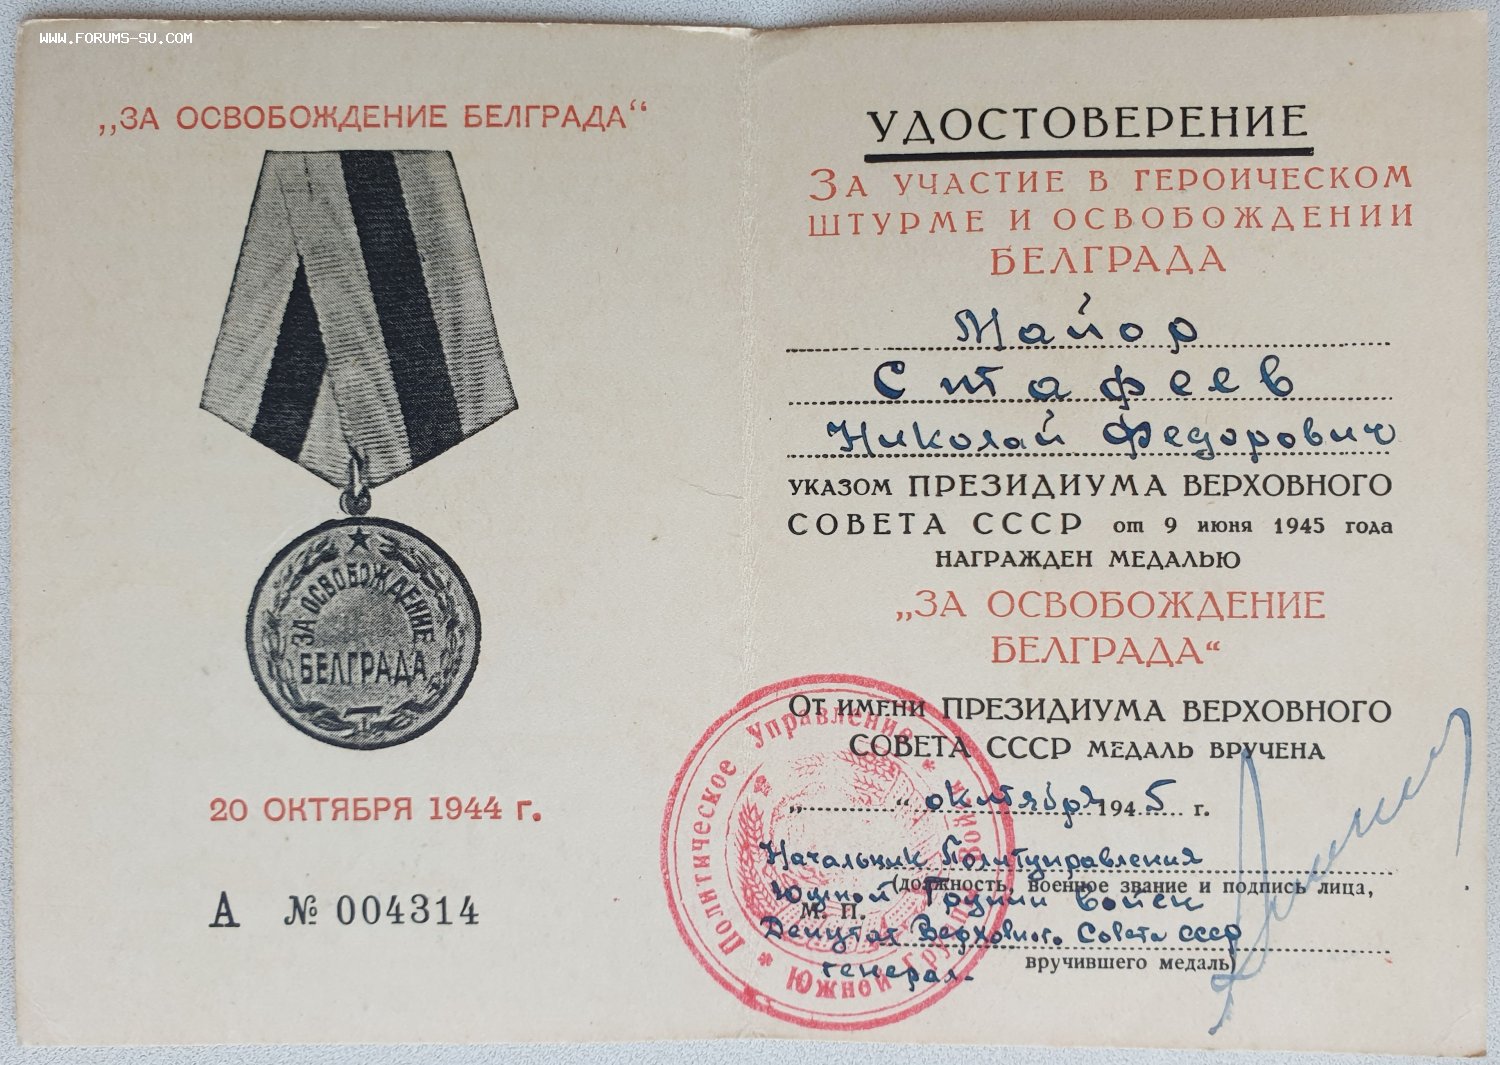 WWW.FORUMS-SU.COM
„ЗА ОСВОБОЖДЕНИЕ БЕЛГРАДА“
ЗА ОСВОБОЖДЕНИЕ
БЕЛГРАДА
20 ОКТЯБРЯ 1944 г.
А № 004314
УДОСТОВЕРЕНИЕ
ЗА УЧАСТИЕ В ГЕРОИЧЕСКОМ
ШТУРМЕ И ОСВОБОЖДЕНИИ
БЕЛГРАДА
Майор
Стафеев
Николай Федорович
УКАЗОМ ПРЕЗИДИУМА ВЕРХОВНОГО
СОВЕТА СССР от 9 июня 1945 года
НАГРАЖДЕН МЕДАЛЬЮ
„ЗА ОСВОБОЖДЕНИЕ
БЕЛГРАДА“
ОТ ИМЕНИ ПРЕЗИДИУМА ВЕРХОВНОГО
СОВЕТА СССР МЕДАЛЬ ВРУЧЕНА
„ “ октября 1945 г.
Начальник Политуправления
(должность, военное звание и подпись лица,
Южной Группы Войск
М. П.
Депутат Верховного Совета СССР
вручившего медаль)
генерал-
Политическое Управление * Южной Группы Войск *